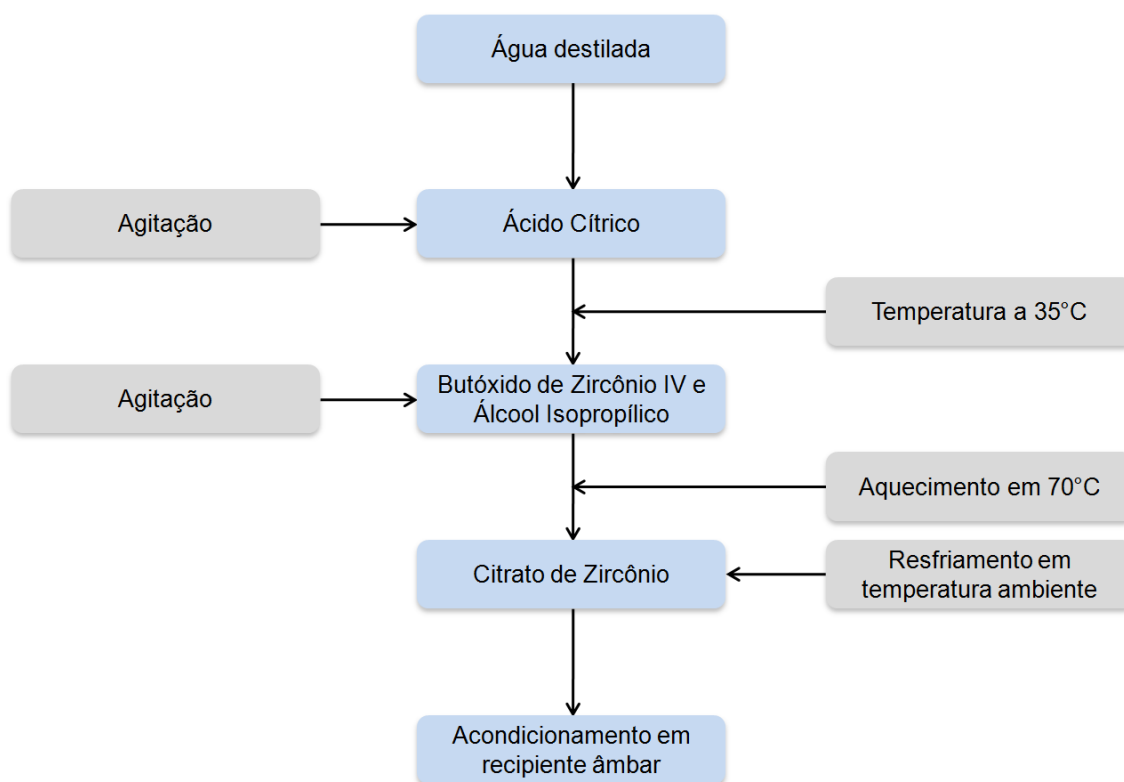 Água destilada
Agitação
Ácido Cítrico
Temperatura a 35°C
Agitação
Butóxido de Zircônio IV e
Álcool Isopropílico
Aquecimento em 70°C
Citrato de Zircônio
Resfriamento em
temperatura ambiente
Acondicionamento em
recipiente âmbar